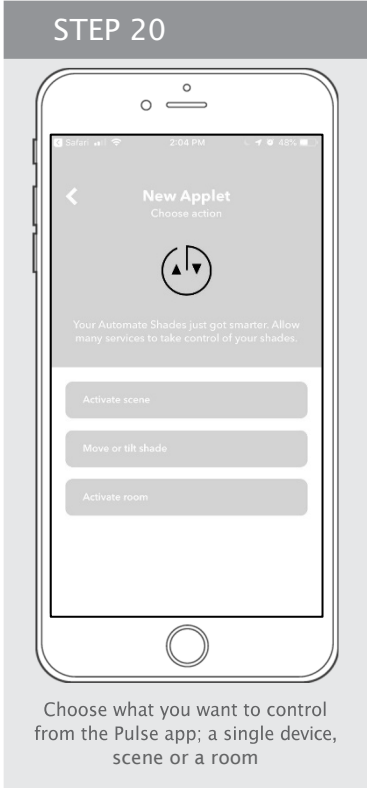 STEP 20
Safari 2:04 PM 48%
New Applet
Choose action
Your Automate Shades just got smarter. Allow
many services to take control of your shades.
Activate scene
Move or tilt shade
Activate room
Choose what you want to control
from the Pulse app; a single device,
scene or a room